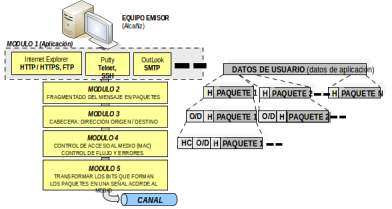 EQUIPO EMISOR
(Alcañiz)
MODULO 1 (Aplicación)
Internet Explorer
HTTP / HTTPS, FTP
Putty
Telnet,
SSH
OutLook
SMTP
DATOS DE USUARIO (datos de aplicación)
MODULO 2
FRAGMENTADO DEL MENSAJE EN PAQUETES
H PAQUETE 1
H PAQUETE 2
H PAQUETE N
MODULO 3
CABECERA: DIRECCIÓN ORIGEN / DESTINO
O/D H PAQUETE 1
O/D H PAQUETE 2
MODULO 4
CONTROL DE ACCESO AL MEDIO (MAC)
CONTROL DE FLUJO Y ERRORES
HC O/D H PAQUETE 1
MODULO 5
TRANSFORMAR LOS BITS QUE FORMAN
LOS PAQUETES EN UNA SEÑAL ACORDE AL
MEDIO
CANAL